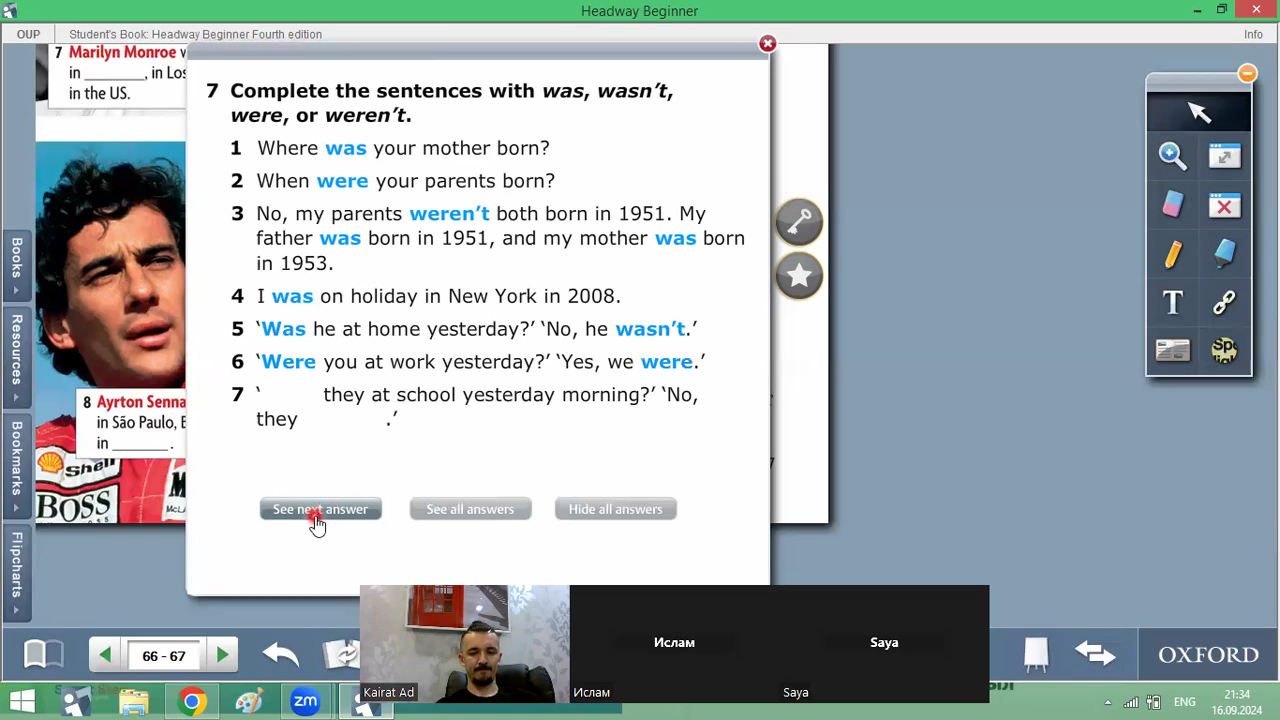 Headway Beginner
OUP
Student's Book: Headway Beginner Fourth edition
Info
7 Marilyn Monroe
in ________, in Los
in the US.
8 Ayrton Senna
in São Paulo,
in ________.
Shell
BOSS
7 Complete the sentences with was, wasn't,
were, or weren't.
1 Where was your mother born?
2 When were your parents born?
3 No, my parents weren't both born in 1951. My
father was born in 1951, and my mother was born
in 1953.
4 I was on holiday in New York in 2008.
5 ‘Was he at home yesterday?’ ‘No, he wasn't.’
6 ‘Were you at work yesterday?’ ‘Yes, we were.’
7 ‘ they at school yesterday morning?’ ‘No,
they .’
See next answer
See all answers
Hide all answers
Books
Resources
Bookmarks
Flipcharts
T
Sp
66 - 67
OXFORD
Kairat Ad
Ислам
Ислам
Saya
Saya
zm
ENG
21:34
16.09.2024